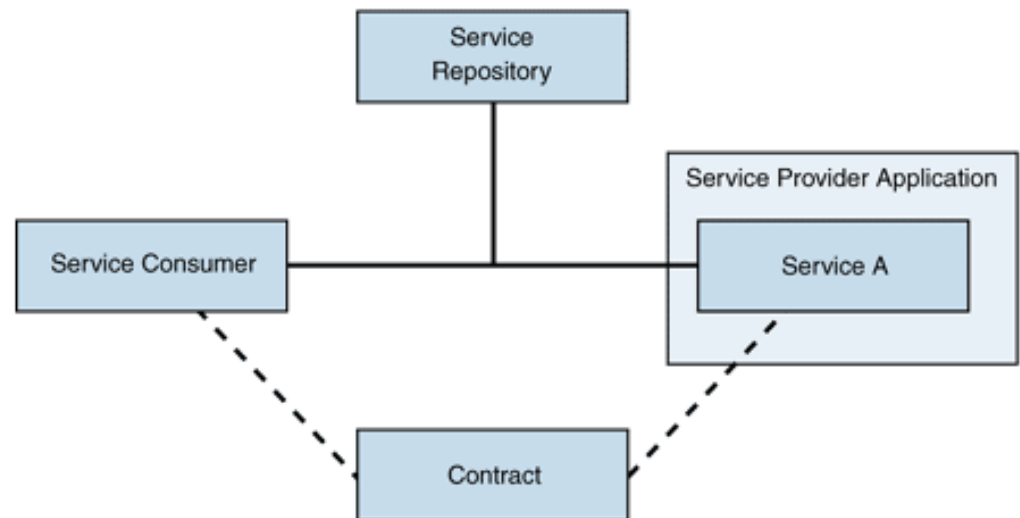 Service
Repository
Service Provider Application
Service Consumer
Service A
Contract